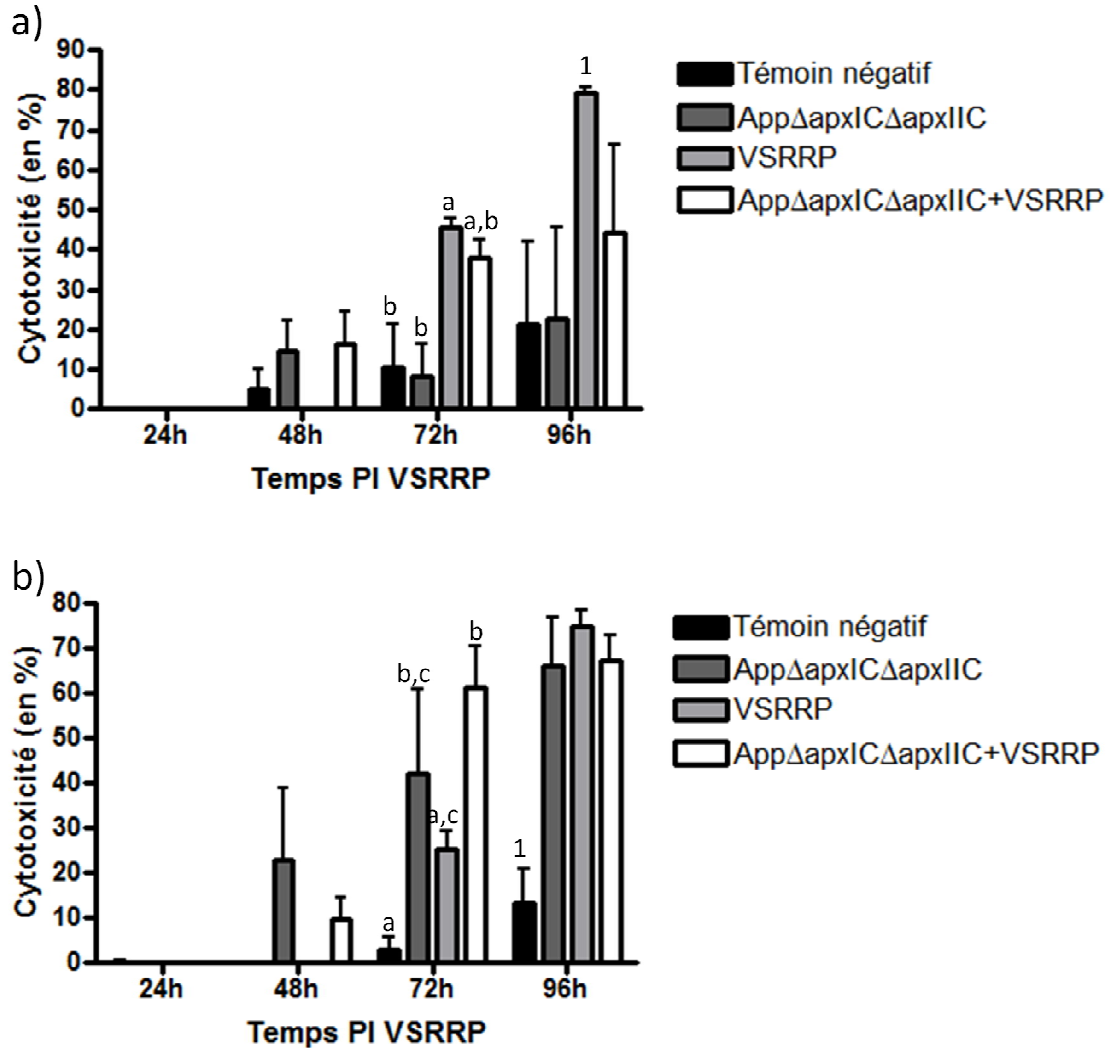 a)
Cytotoxicité (en %)
90
80
70
60
50
40
30
20
10
0
b
b
a
a,b
1
24h 48h 72h 96h
Temps PI VSRRP
Témoin négatif
AppΔapxICΔapxIIC
VSRRP
AppΔapxICΔapxIIC+VSRRP
b)
Cytotoxicité (en %)
80
70
60
50
40
30
20
10
0
a
b,c
a,c
b
1
24h 48h 72h 96h
Temps PI VSRRP
Témoin négatif
AppΔapxICΔapxIIC
VSRRP
AppΔapxICΔapxIIC+VSRRP